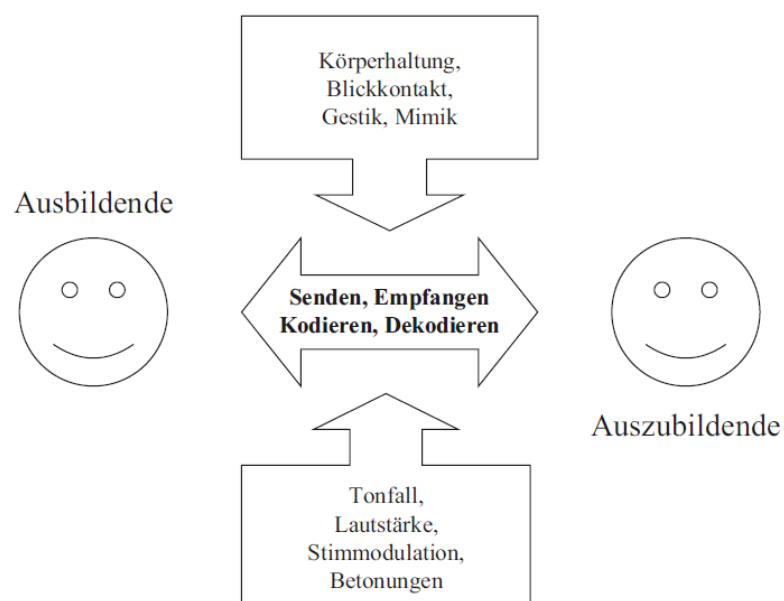 Körperhaltung,
Blickkontakt,
Gestik, Mimik
Ausbildende
Senden, Empfangen
Kodieren, Dekodieren
Auszubildende
Tonfall,
Lautstärke,
Stimmodulation,
Betonungen